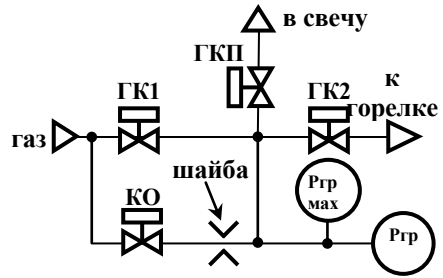 в свечу
ГКП
ГК1
ГК2
к
горелке
газ
шайба
КО
Ргр
мах
Ргр